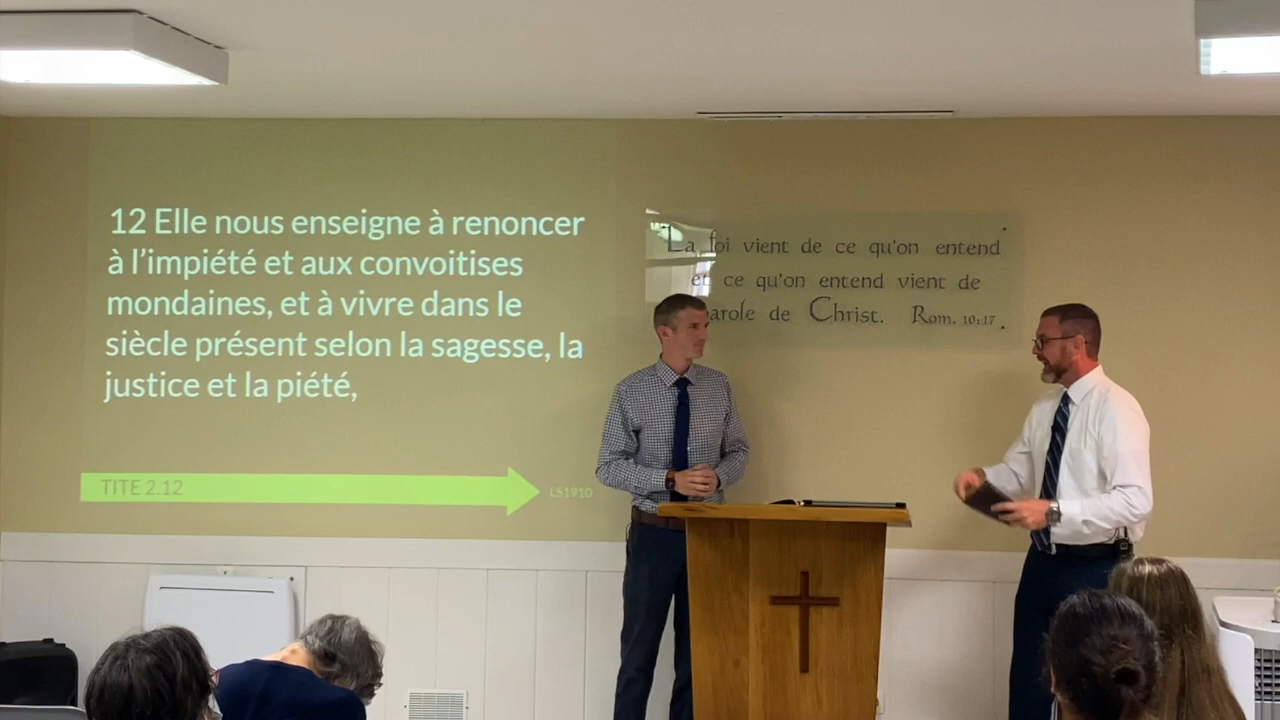 12 Elle nous enseigne à renoncer
à l’impiété et aux convoitises
mondaines, et à vivre dans le
siècle présent selon la sagesse, la
justice et la piété,
TITE 2.12
LS1910
La foi vient de ce qu'on entend
et ce qu'on entend vient de
arole de Christ. Rom. 10:17